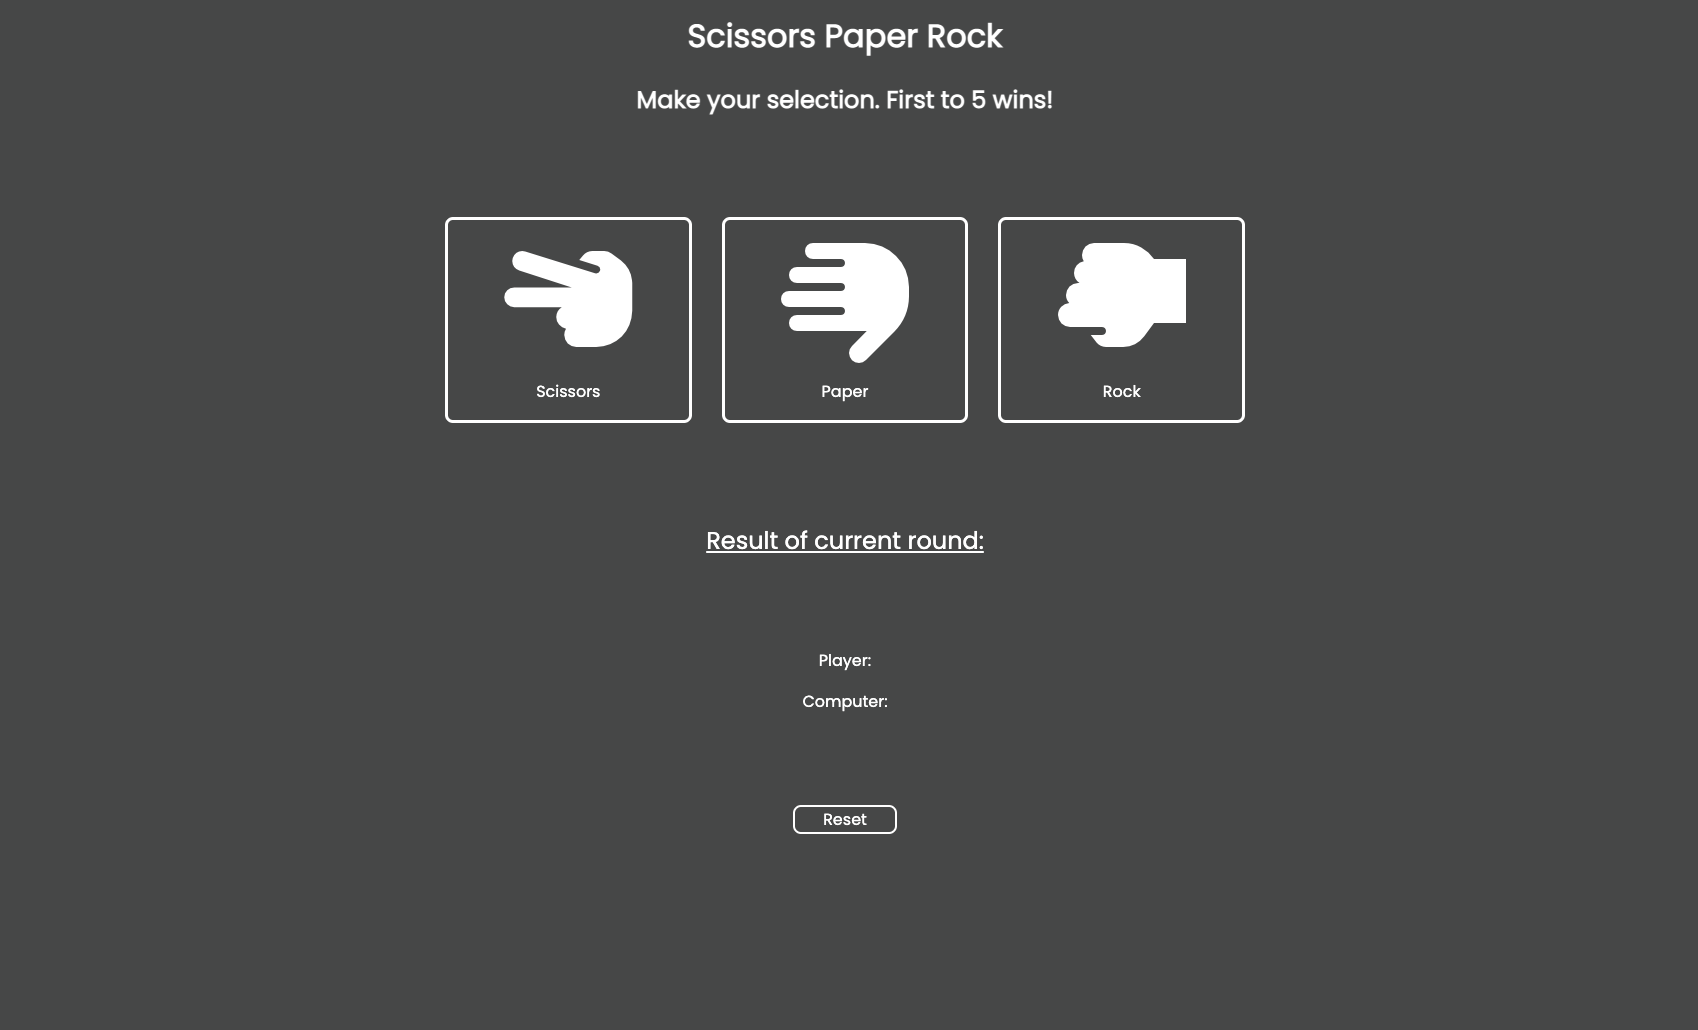 Scissors Paper Rock
Make your selection. First to 5 wins!
Scissors
Paper
Rock
Result of current round:
Player:
Computer:
Reset